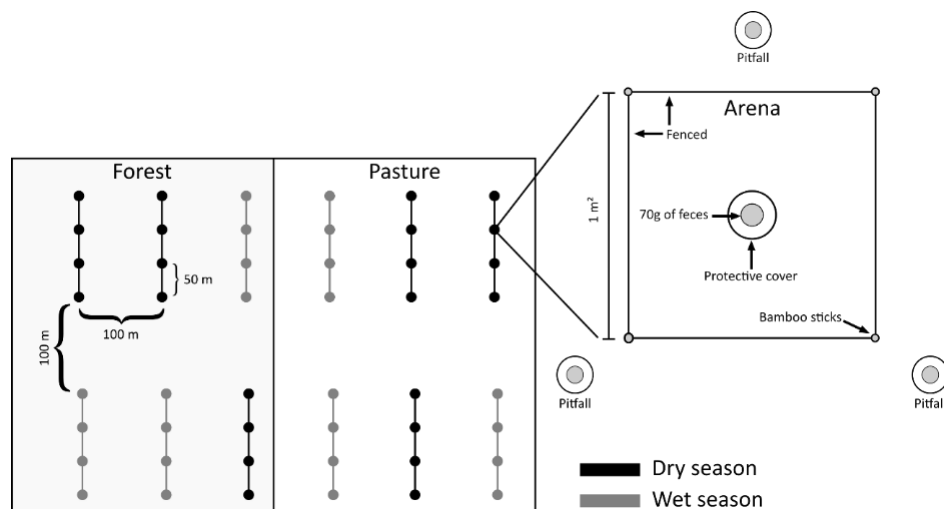 Pitfall
Arena
Fenced
Forest
Pasture
1 m²
70g of feces
Protective cover
50 m
100 m
100 m
Bamboo sticks
Pitfall
Pitfall
Dry season
Wet season